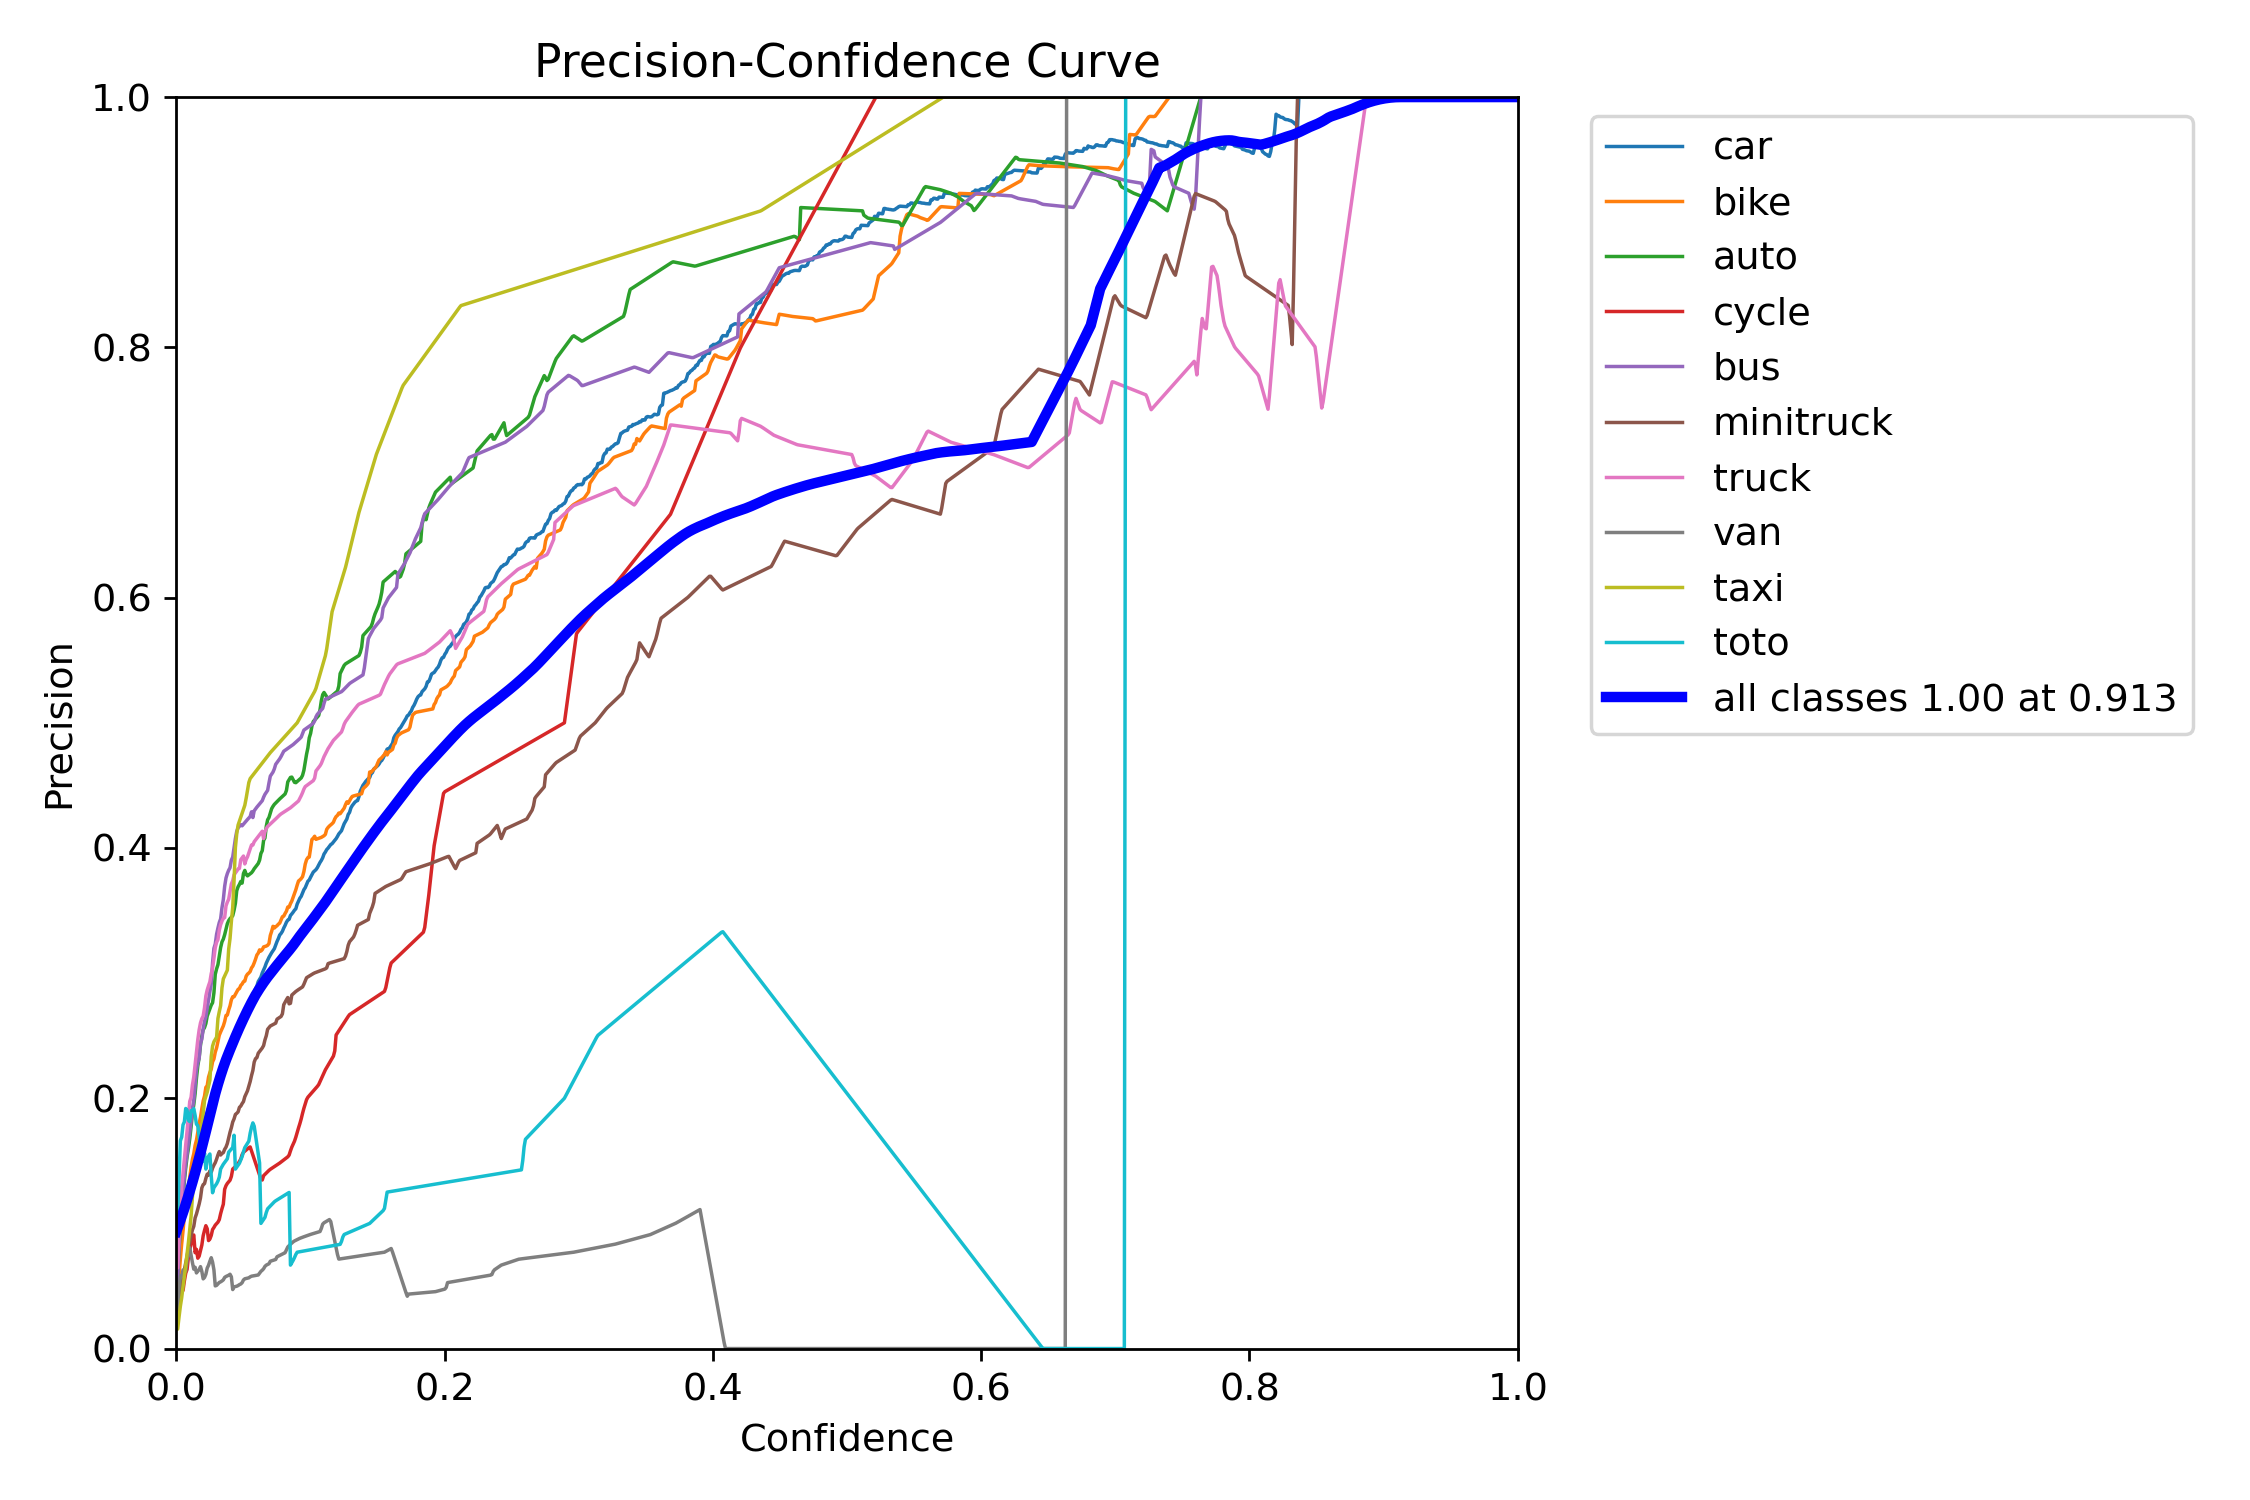 Precision-Confidence Curve
1.0
0.8
0.6
0.4
0.2
0.0
Precision
0.0 0.2 0.4 0.6 0.8 1.0
Confidence
car
bike
auto
cycle
bus
minitruck
truck
van
taxi
toto
all classes 1.00 at 0.913